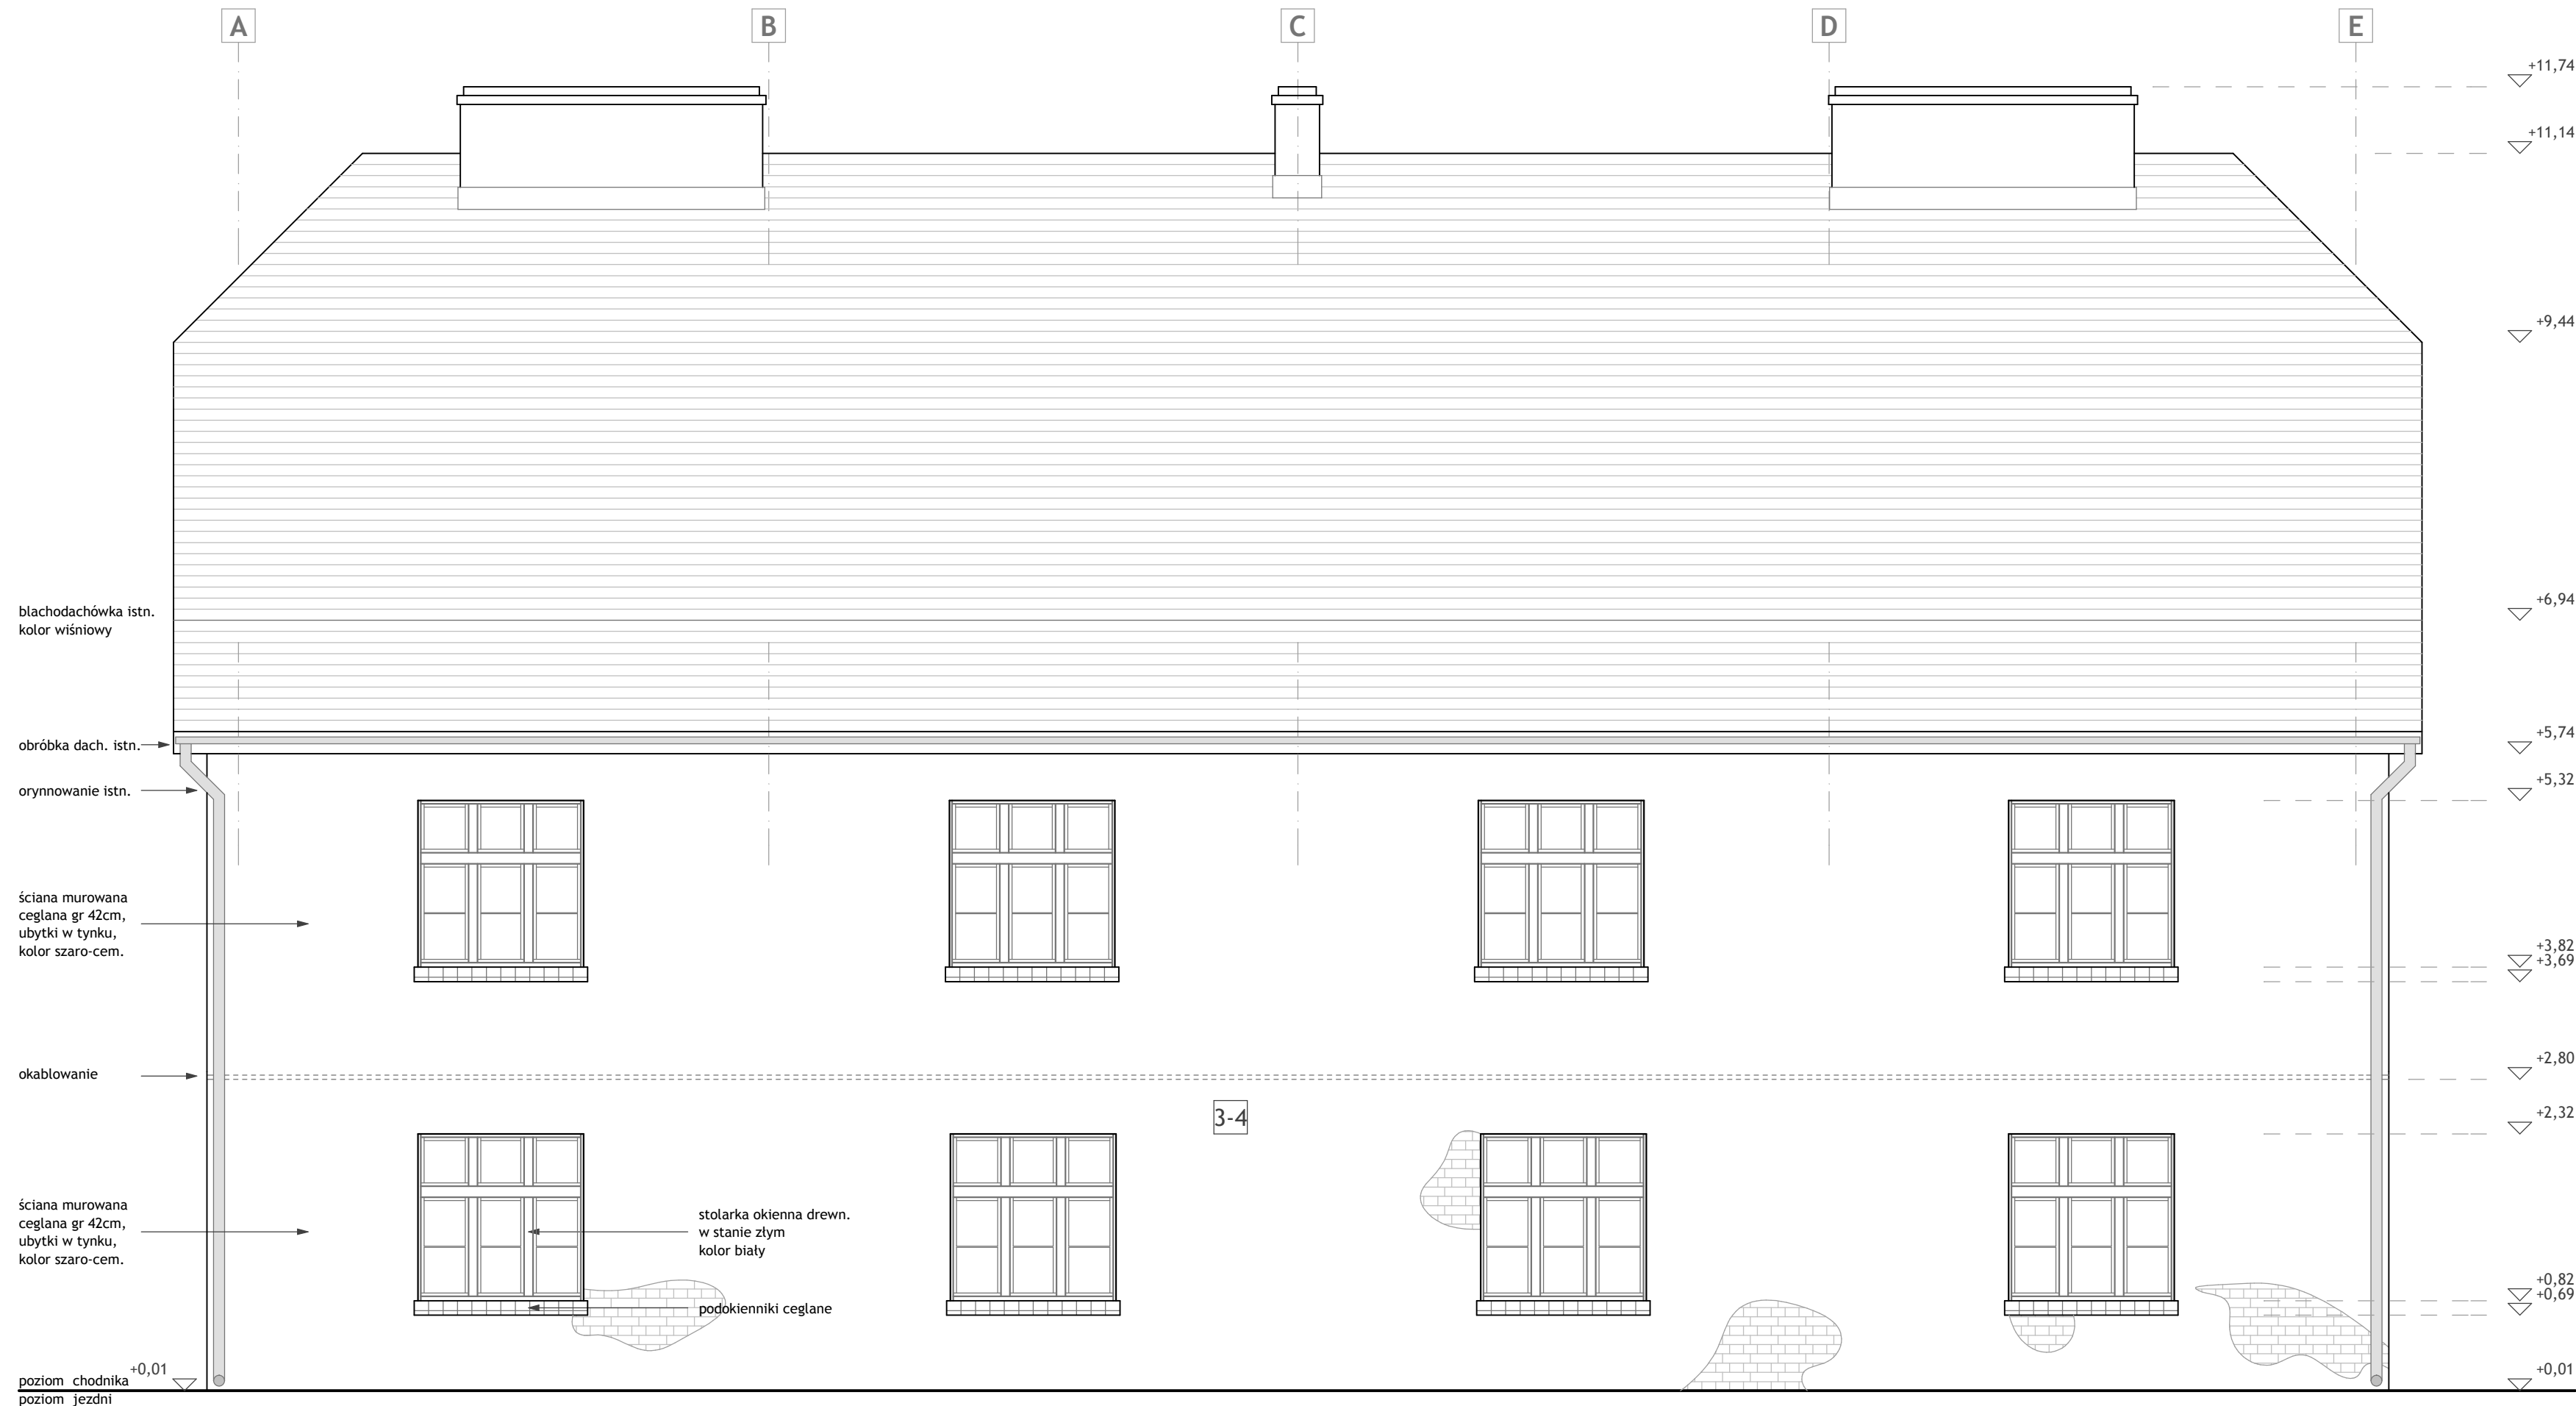 A
B
C
D
E
+11,74
+11,14
+9,44
blachodachówka istn.
kolor wiśniowy
+6,94
obróbka dach. istn.
+5,74
orynnowanie istn.
+5,32
ściana murowana
ceglana gr 42cm,
ubytki w tynku,
kolor szaro-cem.
+3,82
+3,69
okablowanie
+2,80
3-4
+2,32
ściana murowana
ceglana gr 42cm,
ubytki w tynku,
kolor szaro-cem.
stolarka okienna drewn.
w stanie złym
kolor biały
podokienniki ceglane
+0,82
+0,69
+0,01
poziom chodnika
poziom jezdni
+0,01